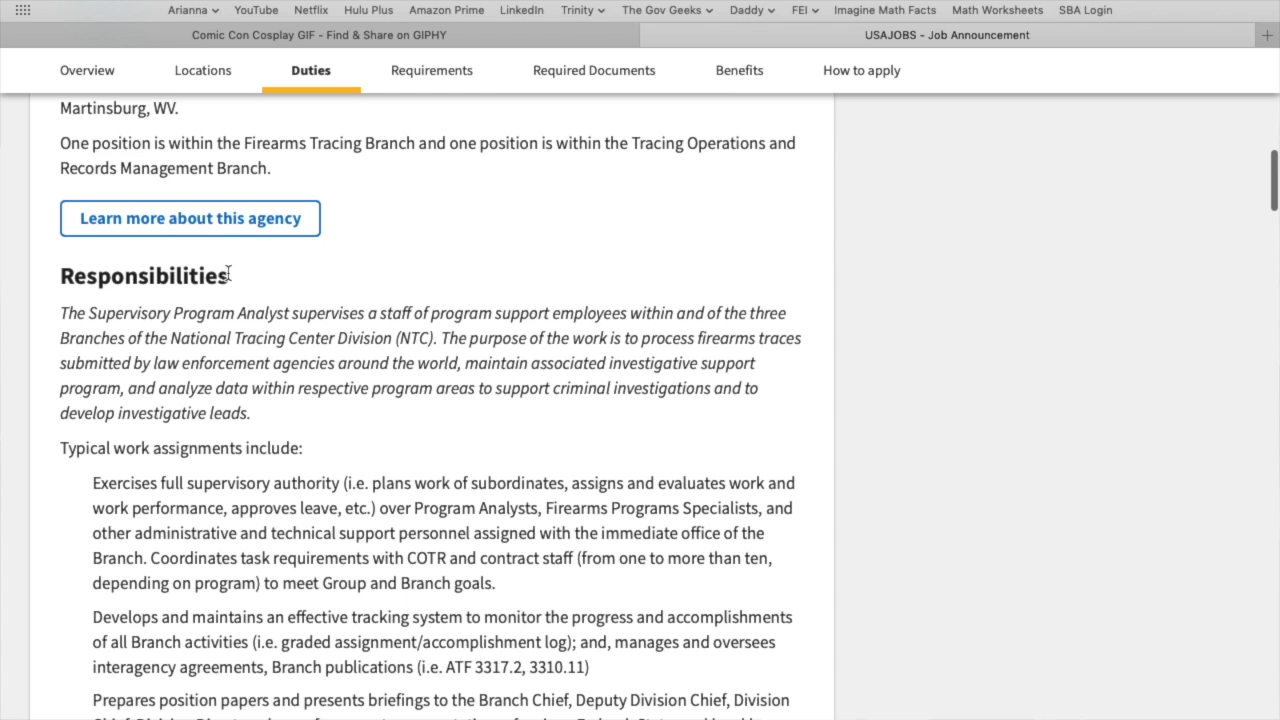 Arianna YouTube Netflix Hulu Plus Amazon Prime LinkedIn Trinity The Gov Geeks Daddy FEI Imagine Math Facts Math Worksheets SBA Login
Comic Con Cosplay GIF - Find & Share on GIPHY USAJOBS - Job Announcement
Overview Locations Duties Requirements Required Documents Benefits How to apply
Martinsburg, WV.
One position is within the Firearms Tracing Branch and one position is within the Tracing Operations and
Records Management Branch.
Learn more about this agency
Responsibilities
The Supervisory Program Analyst supervises a staff of program support employees within and of the three
Branches of the National Tracing Center Division (NTC). The purpose of the work is to process firearms traces
submitted by law enforcement agencies around the world, maintain associated investigative support
program, and analyze data within respective program areas to support criminal investigations and to
develop investigative leads.
Typical work assignments include:
Exercises full supervisory authority (i.e. plans work of subordinates, assigns and evaluates work and
work performance, approves leave, etc.) over Program Analysts, Firearms Programs Specialists, and
other administrative and technical support personnel assigned with the immediate office of the
Branch. Coordinates task requirements with COTR and contract staff (from one to more than ten,
depending on program) to meet Group and Branch goals.
Develops and maintains an effective tracking system to monitor the progress and accomplishments
of all Branch activities (i.e. graded assignment/accomplishment log); and, manages and oversees
interagency agreements, Branch publications (i.e. ATF 3317.2, 3310.11)
Prepares position papers and presents briefings to the Branch Chief, Deputy Division Chief, Division